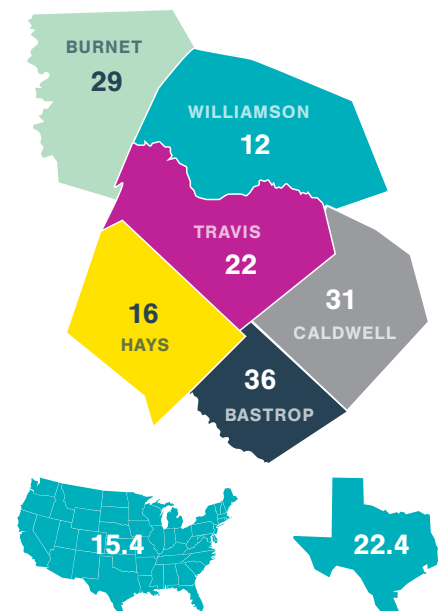 BURNET
29
WILLIAMSON
12
TRAVIS
22
16
HAYS
31
CALDWELL
36
BASTROP
15.4
22.4